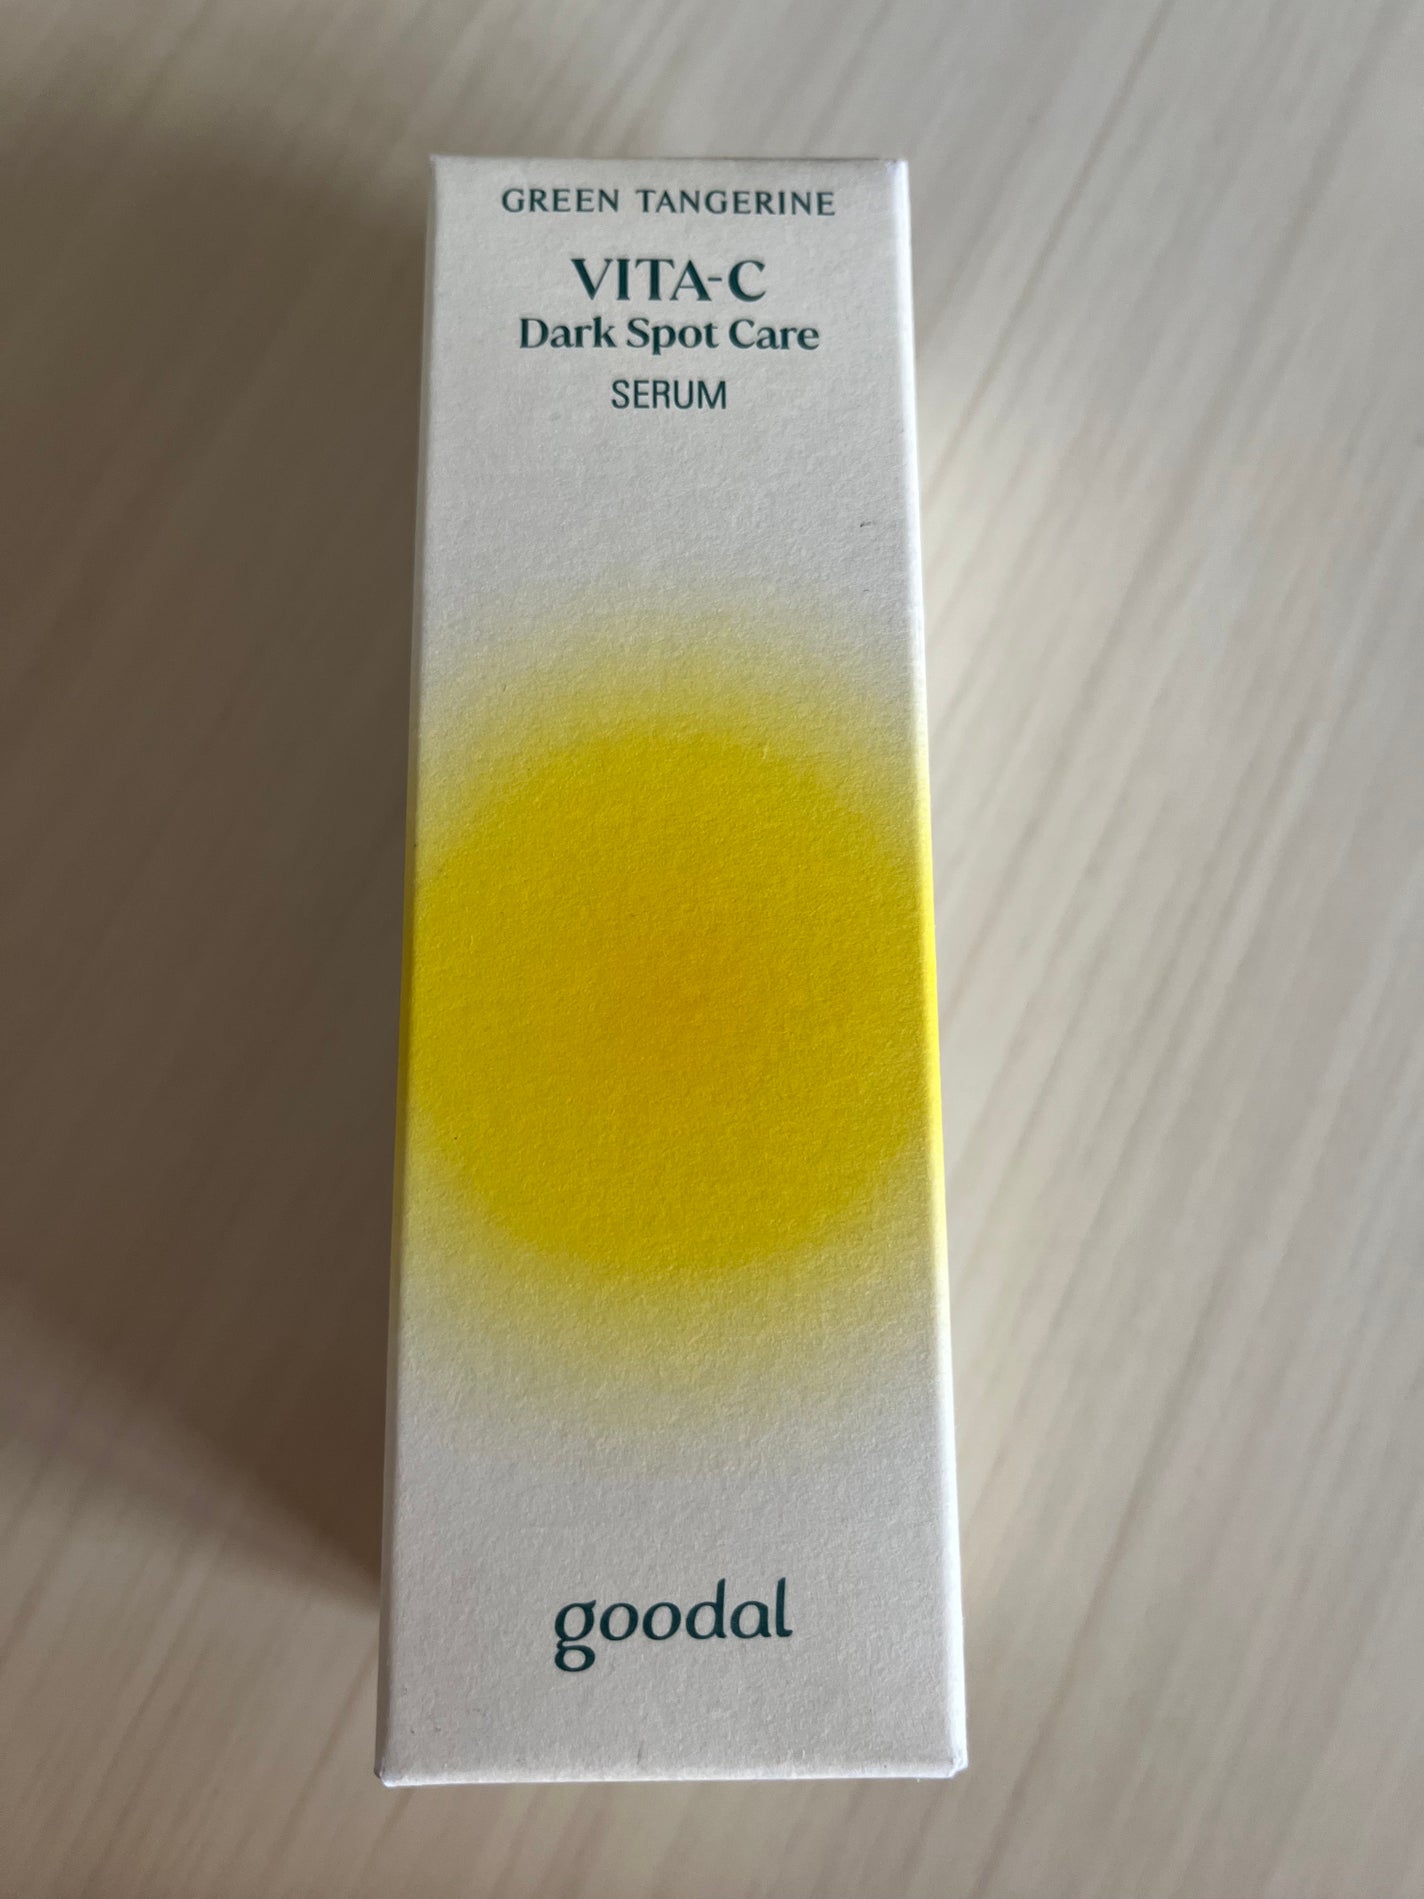 GREEN TANGERINE
VITA-C
Dark Spot Care
SERUM
goodal